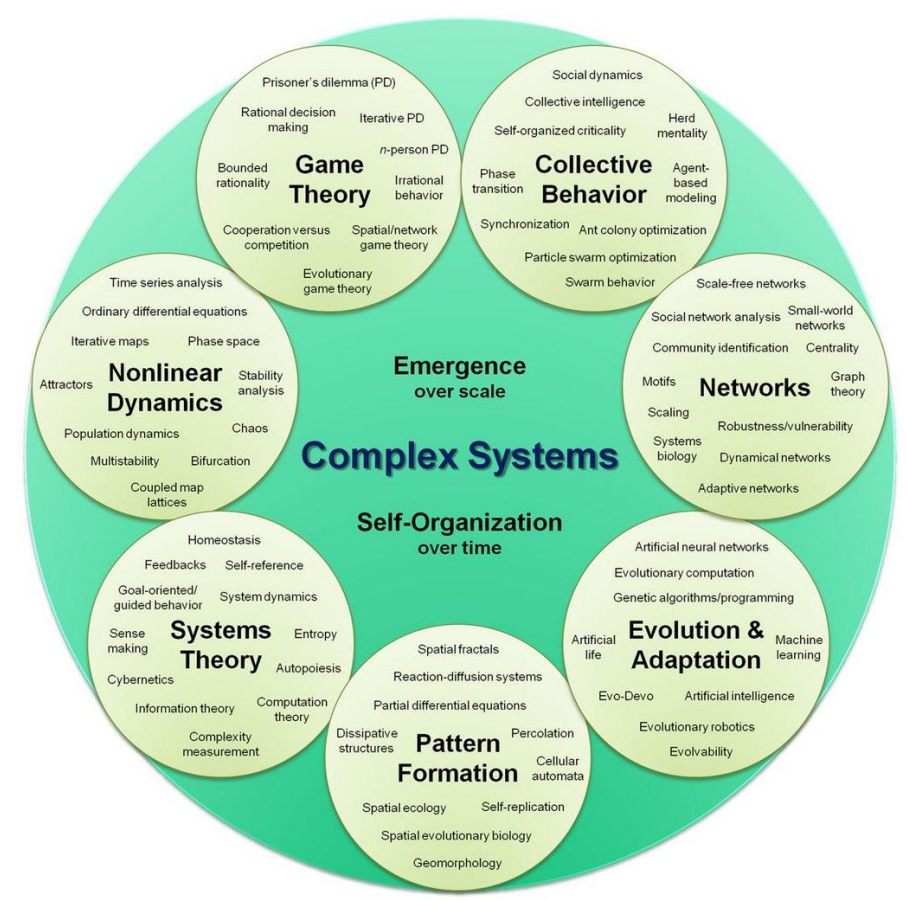 Prisoner's dilemma (PD)
Rational decision
making
Iterative PD
n-person PD
Bounded
rationality
Game
Theory
Irrational
behavior
Cooperation versus
competition
Spatial/network
game theory
Evolutionary
game theory
Social dynamics
Collective intelligence
Herd
mentality
Self-organized criticality
Phase
transition
Collective
Behavior
Agent-
based
modeling
Synchronization
Ant colony optimization
Particle swarm optimization
Swarm behavior
Time series analysis
Ordinary differential equations
Iterative maps
Phase space
Attractors
Nonlinear
Dynamics
Stability
analysis
Population dynamics
Chaos
Multistability
Bifurcation
Coupled map
lattices
Emergence
over scale
Complex Systems
Self-Organization
over time
Scale-free networks
Social network analysis
Small-world
networks
Community identification
Centrality
Motifs
Networks
Graph
theory
Scaling
Robustness/vulnerability
Systems
biology
Dynamical networks
Adaptive networks
Homeostasis
Feedbacks
Self-reference
Goal-oriented/
guided behavior
System dynamics
Sense
making
Systems
Theory
Entropy
Autopoiesis
Cybernetics
Information theory
Computation
theory
Complexity
measurement
Spatial fractals
Reaction-diffusion systems
Partial differential equations
Dissipative
structures
Pattern
Formation
Percolation
Cellular
automata
Spatial ecology
Self-replication
Spatial evolutionary biology
Geomorphology
Artificial neural networks
Evolutionary computation
Genetic algorithms/programming
Artificial
life
Evolution &
Adaptation
Machine
learning
Evo-Devo
Artificial intelligence
Evolutionary robotics
Evolvability